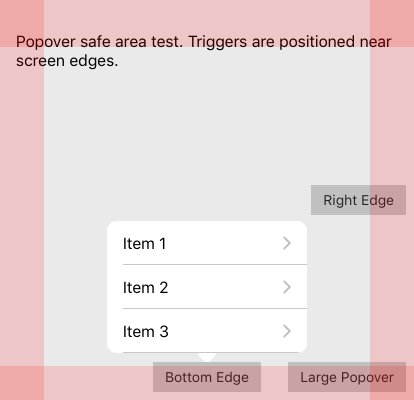 Popover safe area test. Triggers are positioned near
screen edges.
Right Edge
Item 1
Item 2
Item 3
Bottom Edge
Large Popover